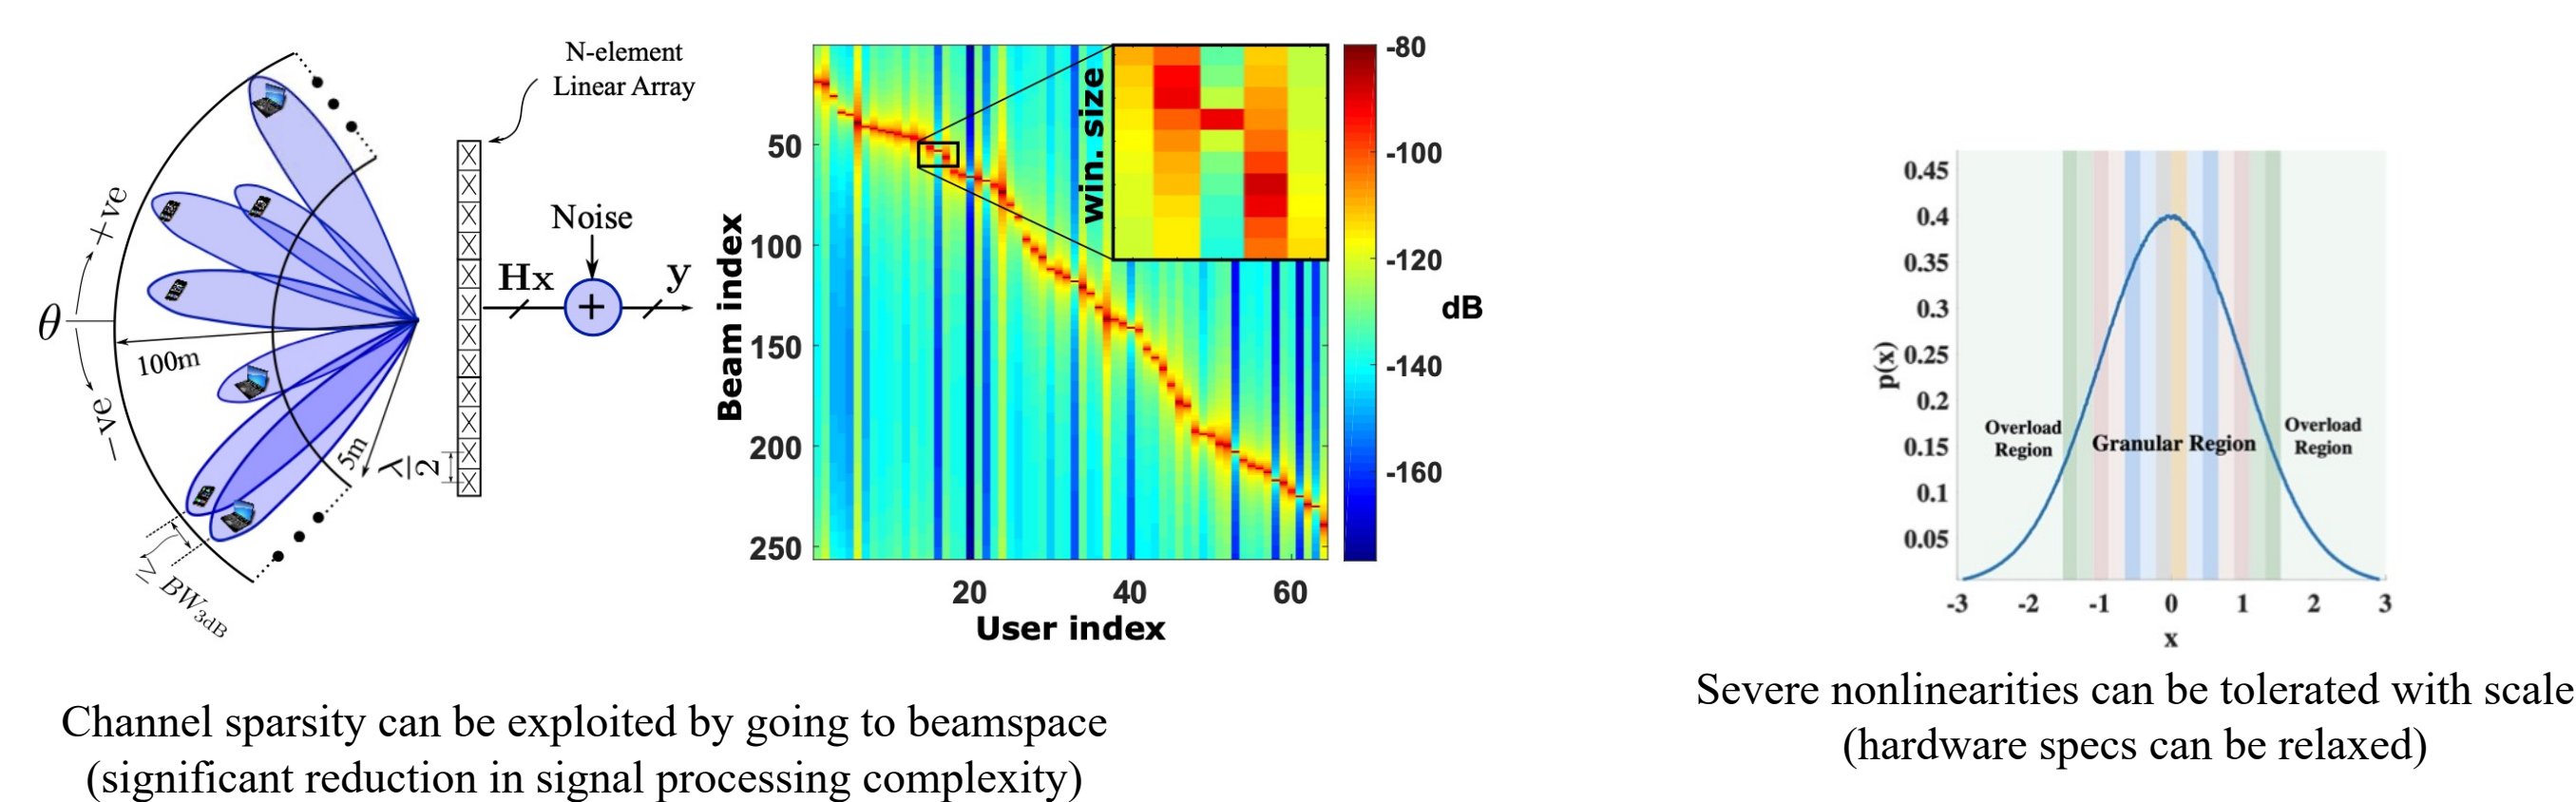 N-element
Linear Array
+ve
θ
−ve
100m
5m
≥ BW3dB
λ/2
Hx
Noise
+
y
Beam index
50
100
150
200
250
20
40
60
User index
win. size
-80
-100
-120
-140
-160
dB
Channel sparsity can be exploited by going to beamspace
(significant reduction in signal processing complexity)
p(x)
0.45
0.4
0.35
0.3
0.25
0.2
0.15
0.1
0.05
Overload
Region
Granular Region
Overload
Region
-3
-2
-1
0
1
2
3
x
Severe nonlinearities can be tolerated with scale
(hardware specs can be relaxed)